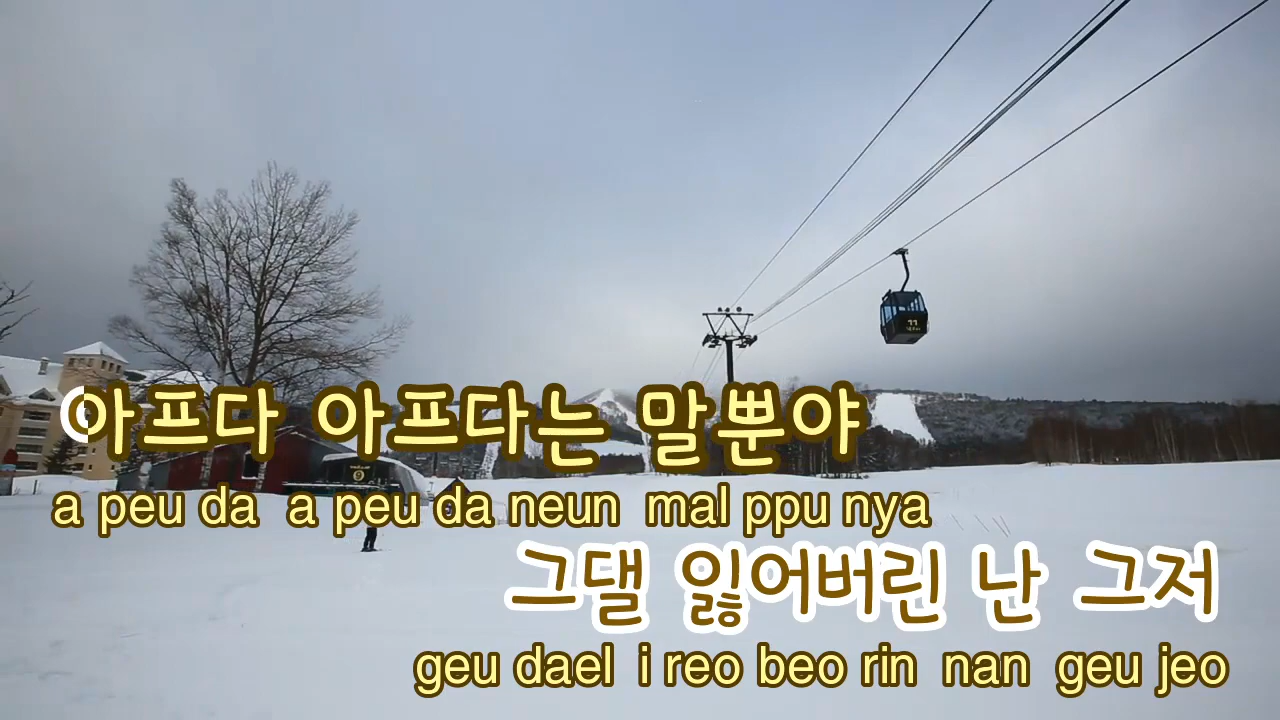 아프다 아프다는 말뿐야
a peu da a peu da neun mal ppu nya
그댈 잃어버린 난 그저
geu dael i reo beo rin nan geu jeo